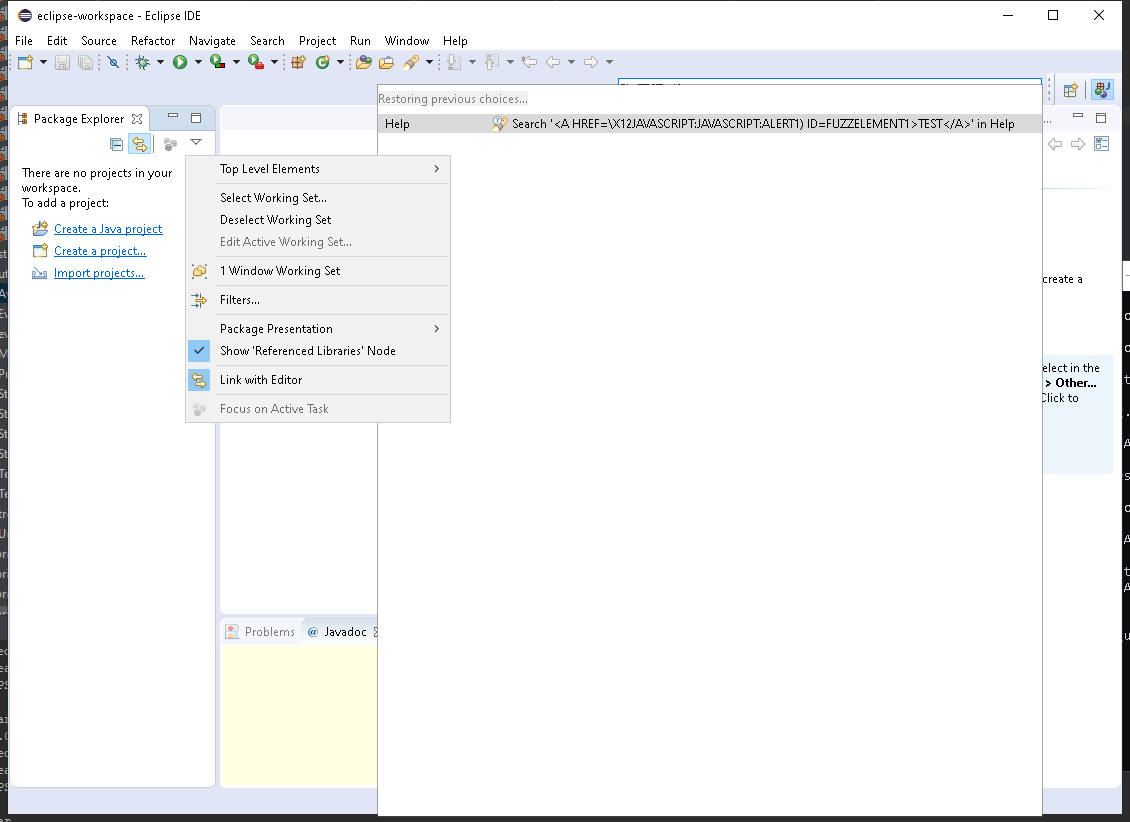 eclipse-workspace - Eclipse IDE
File Edit Source Refactor Navigate Search Project Run Window Help
Restoring previous choices...
Package Explorer
Help Search '<A HREF=\X12JAVASCRIPT:JAVASCRIPT:ALERT1) ID=FUZZELEMENT1>TEST</A>' in Help
There are no projects in your
workspace.
To add a project:
Create a Java project
Create a project...
Import projects...
Top Level Elements
Select Working Set...
Deselect Working Set
Edit Active Working Set...
1 Window Working Set
Filters...
Package Presentation
Show 'Referenced Libraries' Node
Link with Editor
Focus on Active Task
create a
elect in the
> Other...
Click to
Problems @ Javadoc